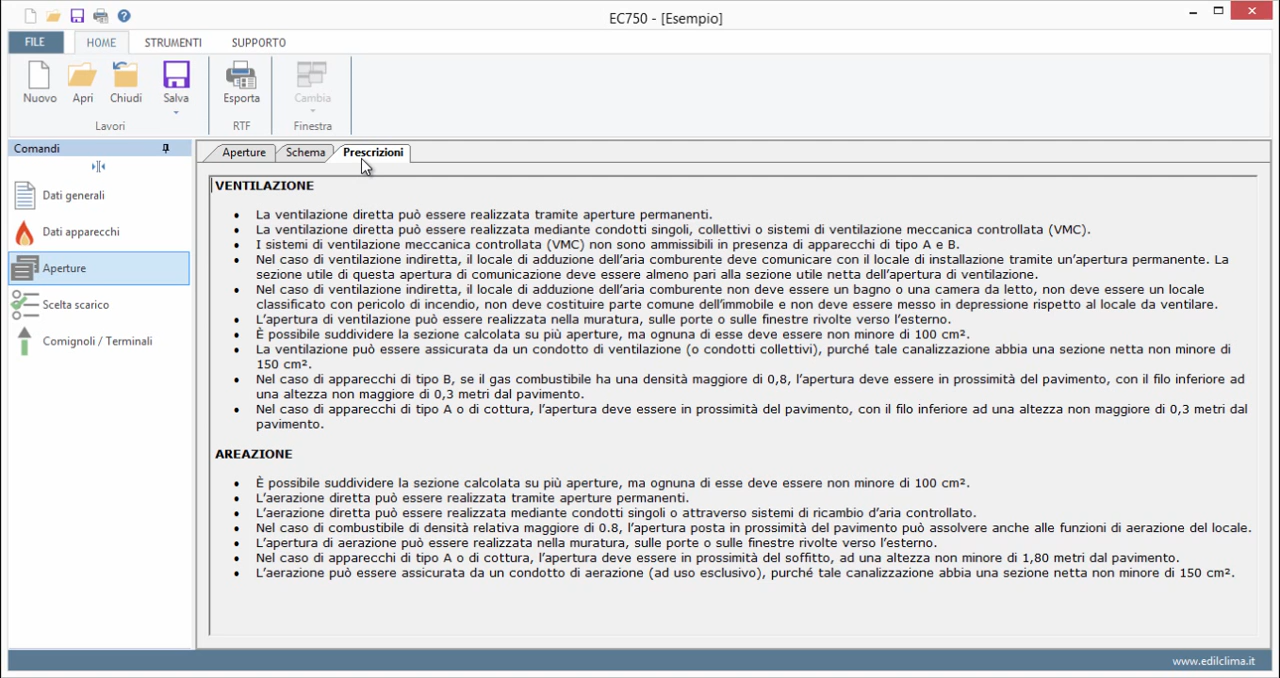 EC750 - [Esempio]
FILE HOME STRUMENTI SUPPORTO
Nuovo Apri Chiudi Salva Esporta Cambia
Lavori RTF Finestra
Comandi
Dati generali
Dati apparecchi
Aperture
Scelta scarico
Comignoli / Terminali
Aperture Schema Prescrizioni
VENTILAZIONE
• La ventilazione diretta può essere realizzata tramite aperture permanenti.
• La ventilazione diretta può essere realizzata mediante condotti singoli, collettivi o sistemi di ventilazione meccanica controllata (VMC).
• I sistemi di ventilazione meccanica controllata (VMC) non sono ammissibili in presenza di apparecchi di tipo A e B.
• Nel caso di ventilazione indiretta, il locale di adduzione dell’aria comburente deve comunicare con il locale di installazione tramite un’apertura permanente. La
sezione utile di questa apertura di comunicazione deve essere almeno pari alla sezione utile netta dell’apertura di ventilazione.
• Nel caso di ventilazione indiretta, il locale di adduzione dell’aria comburente non deve essere un bagno o una camera da letto, non deve essere un locale
classificato con pericolo di incendio, non deve costituire parte comune dell’immobile e non deve essere messo in depressione rispetto al locale da ventilare.
• L’apertura di ventilazione può essere realizzata nella muratura, sulle porte o sulle finestre rivolte verso l’esterno.
• È possibile suddividere la sezione calcolata su più aperture, ma ognuna di esse deve essere non minore di 100 cm².
• La ventilazione può essere assicurata da un condotto di ventilazione (o condotti collettivi), purché tale canalizzazione abbia una sezione netta non minore di
150 cm².
• Nel caso di apparecchi di tipo B, se il gas combustibile ha una densità maggiore di 0,8, l’apertura deve essere in prossimità del pavimento, con il filo inferiore ad
una altezza non maggiore di 0,3 metri dal pavimento.
• Nel caso di apparecchi di tipo A o di cottura, l’apertura deve essere in prossimità del pavimento, con il filo inferiore ad una altezza non maggiore di 0,3 metri dal
pavimento.
AREAZIONE
• È possibile suddividere la sezione calcolata su più aperture, ma ognuna di esse deve essere non minore di 100 cm².
• L’aerazione diretta può essere realizzata tramite aperture permanenti.
• L’aerazione diretta può essere realizzata mediante condotti singoli o attraverso sistemi di ricambio d’aria controllato.
• Nel caso di combustibile di densità relativa maggiore di 0.8, l’apertura posta in prossimità del pavimento può assolvere anche alle funzioni di aerazione del locale.
• L’apertura di aerazione può essere realizzata nella muratura, sulle porte o sulle finestre rivolte verso l’esterno.
• Nel caso di apparecchi di tipo A o di cottura, l’apertura deve essere in prossimità del soffitto, ad una altezza non minore di 1,80 metri dal pavimento.
• L’aerazione può essere assicurata da un condotto di aerazione (ad uso esclusivo), purché tale canalizzazione abbia una sezione netta non minore di 150 cm².
www.edilclima.it